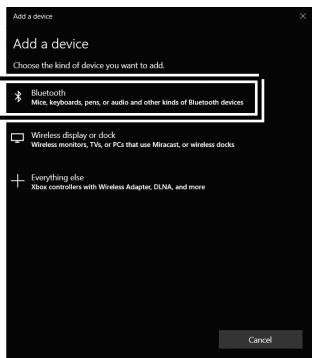 Add a device
Add a device
Choose the kind of device you want to add.
Bluetooth
Mice, keyboards, pens, or audio and other kinds of Bluetooth devices
Wireless display or dock
Wireless monitors, TVs, or PCs that use Miracast, or wireless docks
Everything else
Xbox controllers with Wireless Adapter, DLNA, and more
Cancel